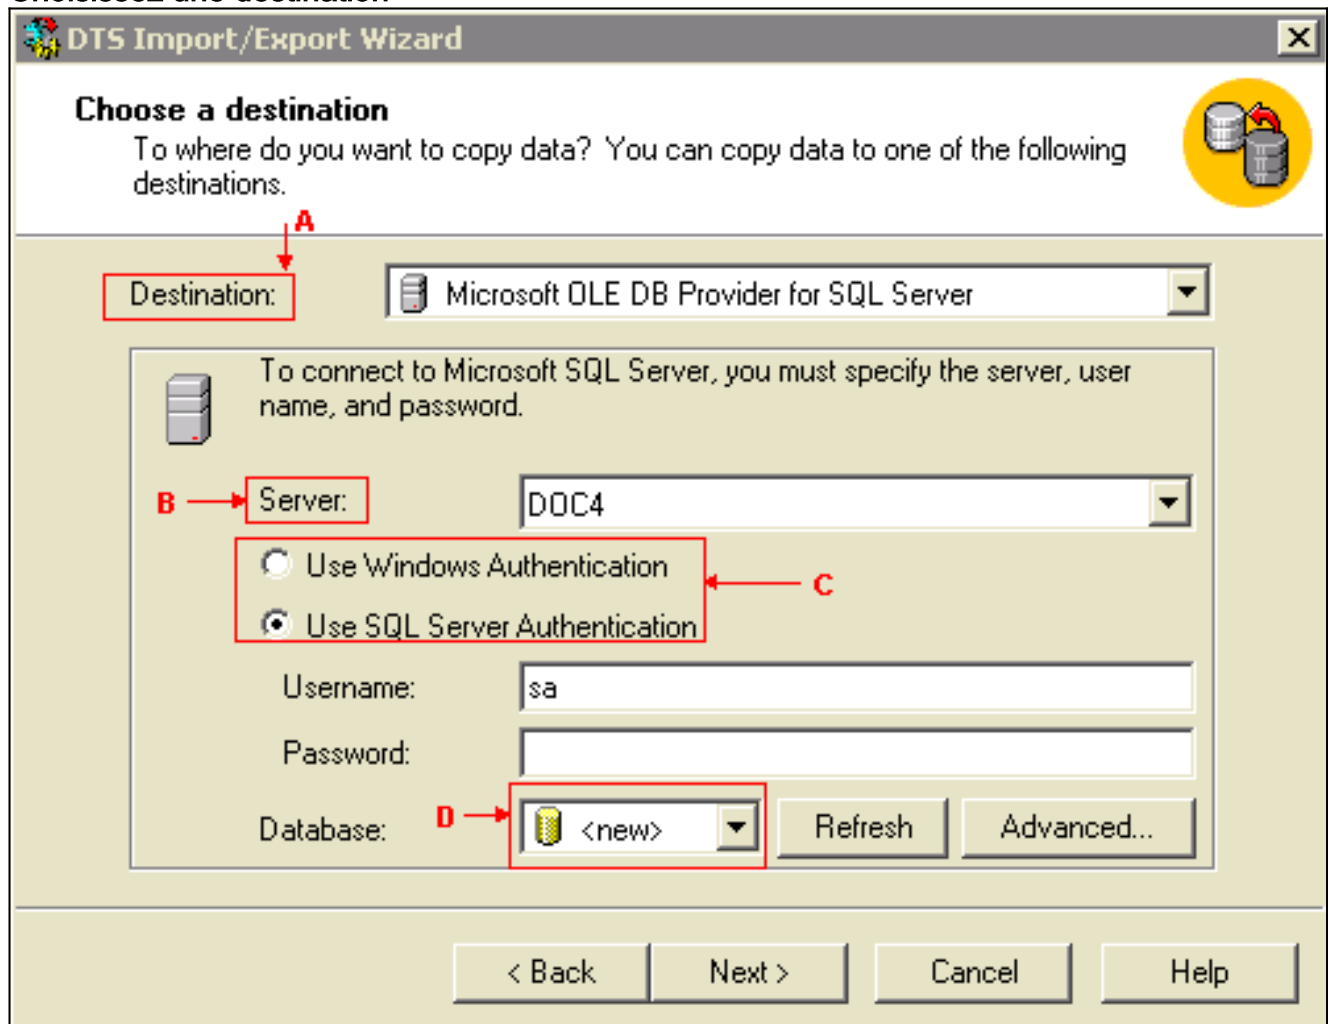 Choisissez une destination
DTS Import/Export Wizard
Choose a destination
To where do you want to copy data? You can copy data to one of the following
destinations.
A
Destination: Microsoft OLE DB Provider for SQL Server
To connect to Microsoft SQL Server, you must specify the server, user
name, and password.
B Server: DOC4
Use Windows Authentication
C
Use SQL Server Authentication
Username: sa
Password:
Database: D <new> Refresh Advanced...
< Back Next > Cancel Help